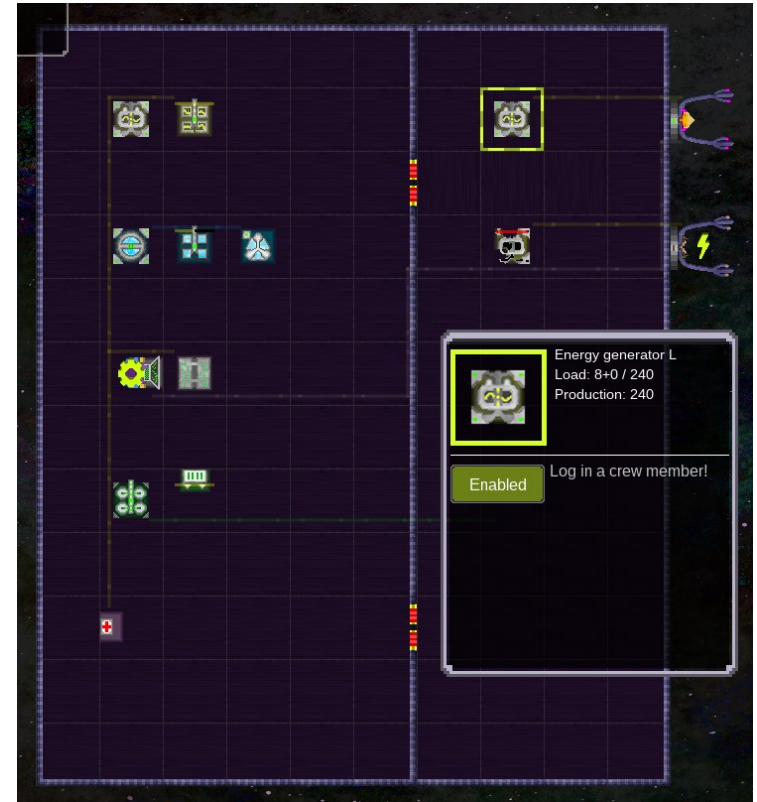 Energy generator L
Load: 8+0 / 240
Production: 240
Enabled
Log in a crew member!